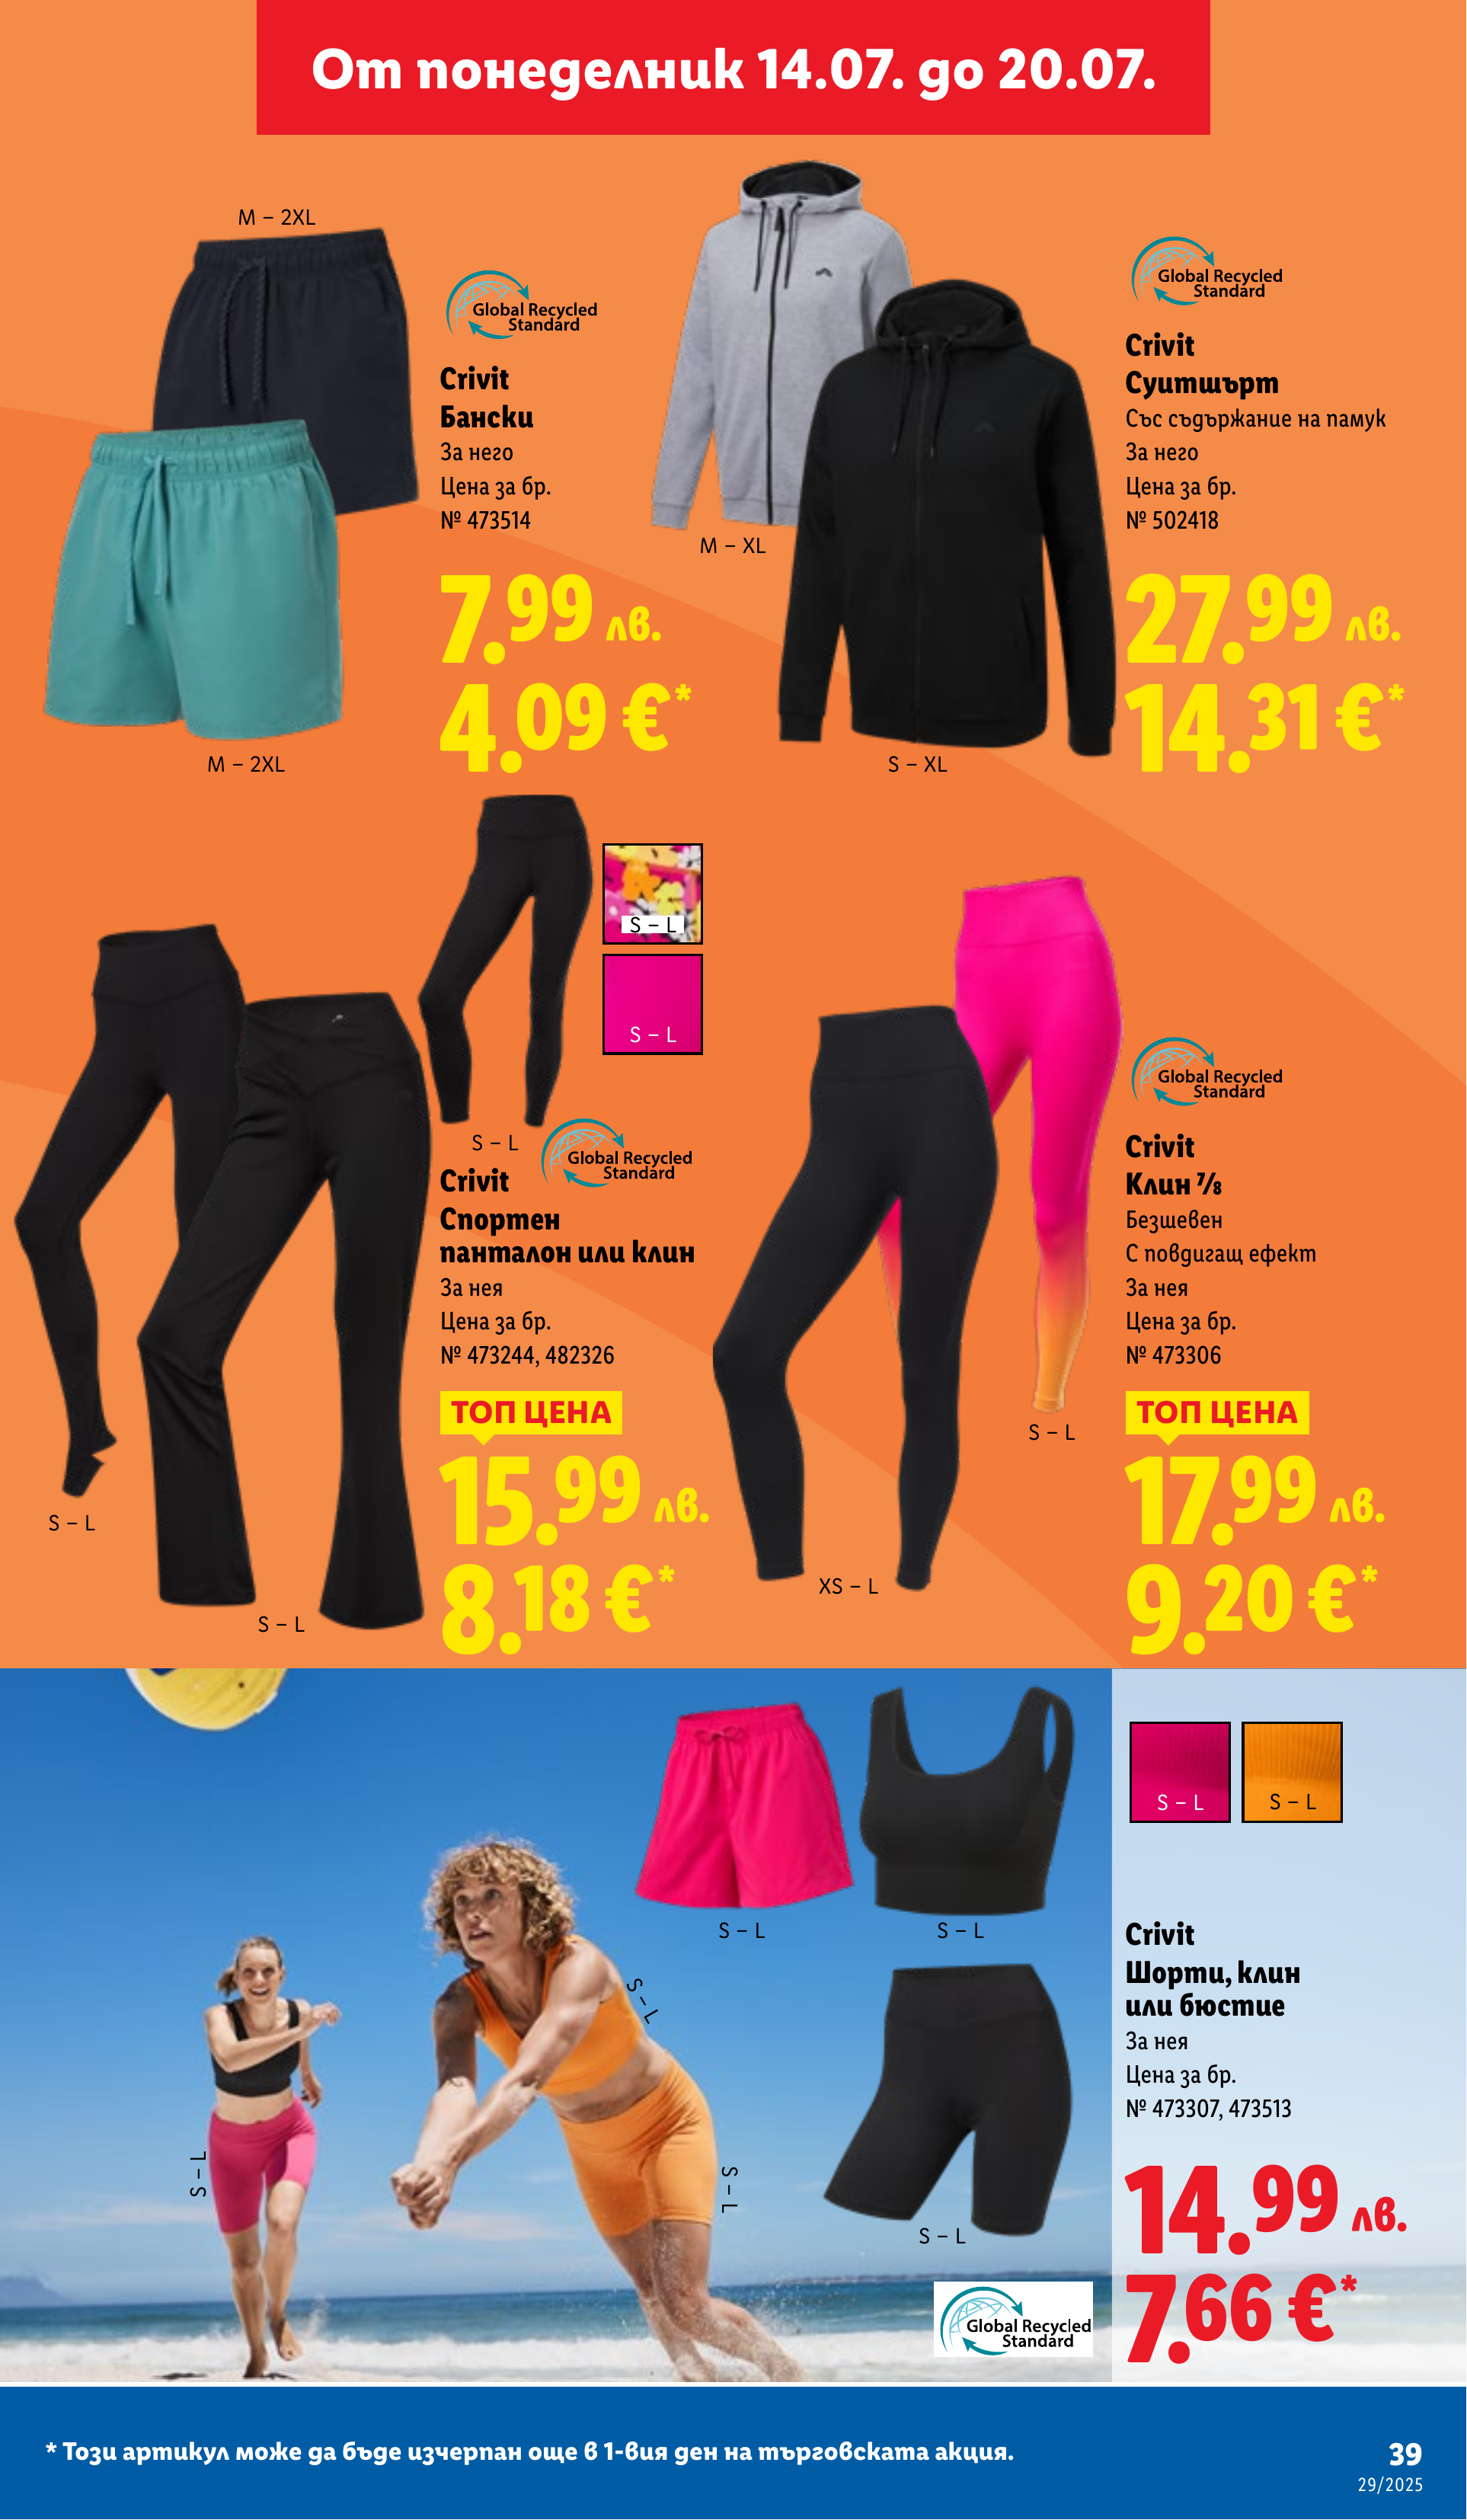 От понеделник 14.07. до 20.07.
M – 2XL
Global Recycled
Standard
Crivit
Бански
За него
Цена за бр.
№ 473514
7.99 лв.
4.09 €*
M – 2XL
M – XL
S – XL
Global Recycled
Standard
Crivit
Суитшърт
Със съдържание на памук
За него
Цена за бр.
№ 502418
27.99 лв.
14.31 €*
S – L
S – L
S – L
Global Recycled
Standard
Crivit
Спортен
панталон или клин
За нея
Цена за бр.
№ 473244, 482326
ТОП ЦЕНА
15.99 лв.
8.18 €*
S – L
S – L
Global Recycled
Standard
Crivit
Клин ⅞
Безшевен
С повдигащ ефект
За нея
Цена за бр.
№ 473306
ТОП ЦЕНА
17.99 лв.
9.20 €*
S – L
XS – L
S – L
S – L
S – L
S – L
S – L
S – L
S – L
S – L
Global Recycled
Standard
Crivit
Шорти, клин
или бюстие
За нея
Цена за бр.
№ 473307, 473513
14.99 лв.
7.66 €*
* Този артикул може да бъде изчерпан още в 1-вия ден на търговската акция.
39
29/2025